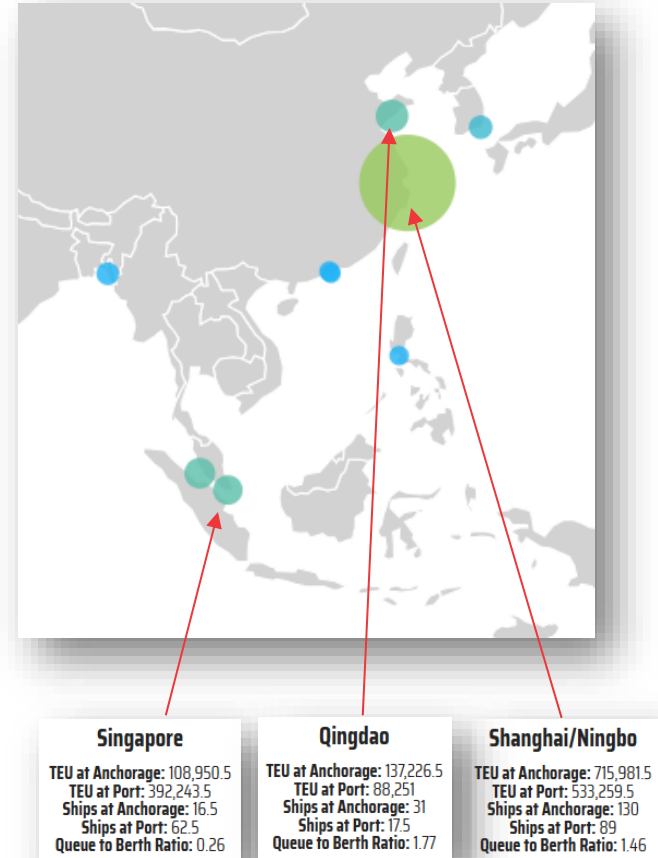 Singapore
TEU at Anchorage: 108,950.5
TEU at Port: 392,243.5
Ships at Anchorage: 16.5
Ships at Port: 62.5
Queue to Berth Ratio: 0.26
Qingdao
TEU at Anchorage: 137,226.5
TEU at Port: 88,251
Ships at Anchorage: 31
Ships at Port: 17.5
Queue to Berth Ratio: 1.77
Shanghai/Ningbo
TEU at Anchorage: 715,981.5
TEU at Port: 533,259.5
Ships at Anchorage: 130
Ships at Port: 89
Queue to Berth Ratio: 1.46